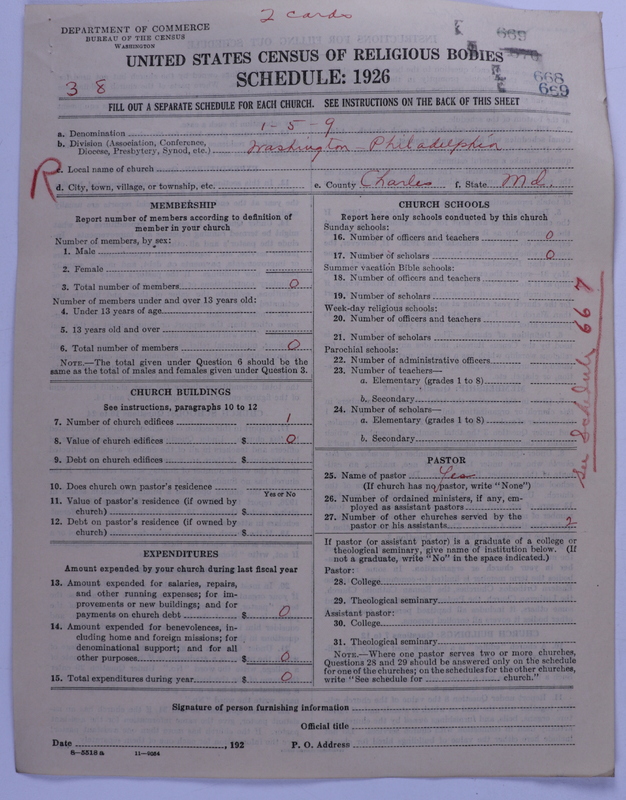 2 cards
DEPARTMENT OF COMMERCE
BUREAU OF THE CENSUS
WASHINGTON
669
UNITED STATES CENSUS OF RELIGIOUS BODIES
SCHEDULE: 1926
3 8
668
669
FILL OUT A SEPARATE SCHEDULE FOR EACH CHURCH. SEE INSTRUCTIONS ON THE BACK OF THIS SHEET
a. Denomination 1-5-9
b. Division (Association, Conference,
Diocese, Presbytery, Synod, etc.) Washington Philadelphia
R
c. Local name of church
d. City, town, village, or township, etc. e. County Charles f. State Md.
MEMBERSHIP
Report number of members according to definition of
member in your church
Number of members, by sex:
1. Male
2. Female
3. Total number of members 0
Number of members under and over 13 years old:
4. Under 13 years of age
5. 13 years old and over
6. Total number of members 0
NOTE.—The total given under Question 6 should be the
same as the total of males and females given under Question 3.
CHURCH BUILDINGS
See instructions, paragraphs 10 to 12
7. Number of church edifices 1
8. Value of church edifices $ 0
9. Debt on church edifices $
10. Does church own pastor's residence
Yes or No
11. Value of pastor's residence (if owned by
church) $
12. Debt on pastor's residence (if owned by
church) $
EXPENDITURES
Amount expended by your church during last fiscal year
13. Amount expended for salaries, repairs,
and other running expenses; for im-
provements or new buildings; and for
payments on church debt $ 0
14. Amount expended for benevolences, in-
cluding home and foreign missions; for
denominational support; and for all
other purposes $ 0
15. Total expenditures during year $ 0
CHURCH SCHOOLS
Report here only schools conducted by this church
Sunday schools:
16. Number of officers and teachers 0
17. Number of scholars 0
Summer vacation Bible schools:
18. Number of officers and teachers
19. Number of scholars
Week-day religious schools:
20. Number of officers and teachers
21. Number of scholars
Parochial schools:
22. Number of administrative officers
23. Number of teachers—
a. Elementary (grades 1 to 8)
b. Secondary
24. Number of scholars—
a. Elementary (grades 1 to 8)
b. Secondary
See Schedule 667
PASTOR
25. Name of pastor Yes
(If church has no pastor, write "None")
26. Number of ordained ministers, if any, em-
ployed as assistant pastors
27. Number of other churches served by the
pastor or his assistants 2
If pastor (or assistant pastor) is a graduate of a college or
theological seminary, give name of institution below. (If
not a graduate, write "No" in the space indicated.)
Pastor:
28. College
29. Theological seminary
Assistant pastor:
30. College
31. Theological seminary
NOTE.—Where one pastor serves two or more churches,
Questions 28 and 29 should be answered only on the schedule
for one of the churches; on the schedules for the other churches,
write "See schedule for church."
Signature of person furnishing information
Official title
Date , 192 P. O. Address
8-5518 a 11-9064